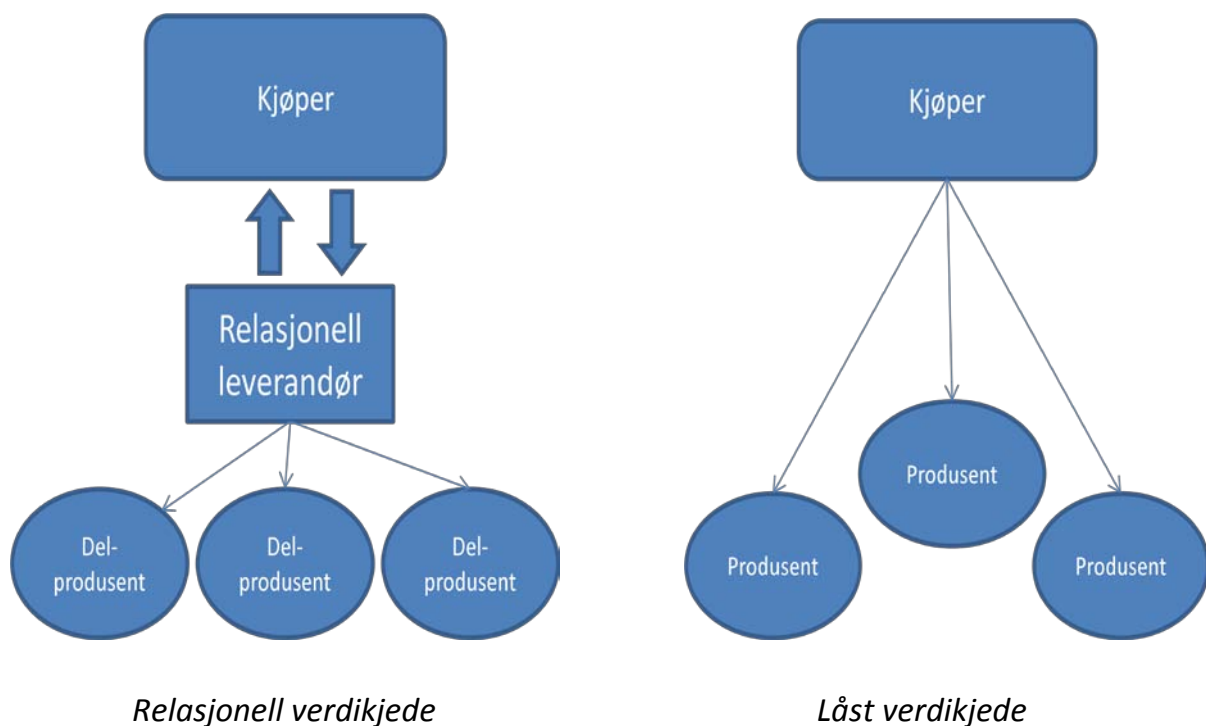 Kjøper
Relasjonell
leverandør
Del-
produsent
Del-
produsent
Del-
produsent
Relasjonell verdikjede
Kjøper
Produsent
Produsent
Produsent
Låst verdikjede